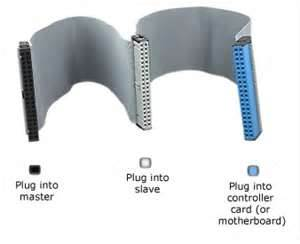 Plug into
master
Plug into
slave
Plug into
controller
card (or
motherboard)